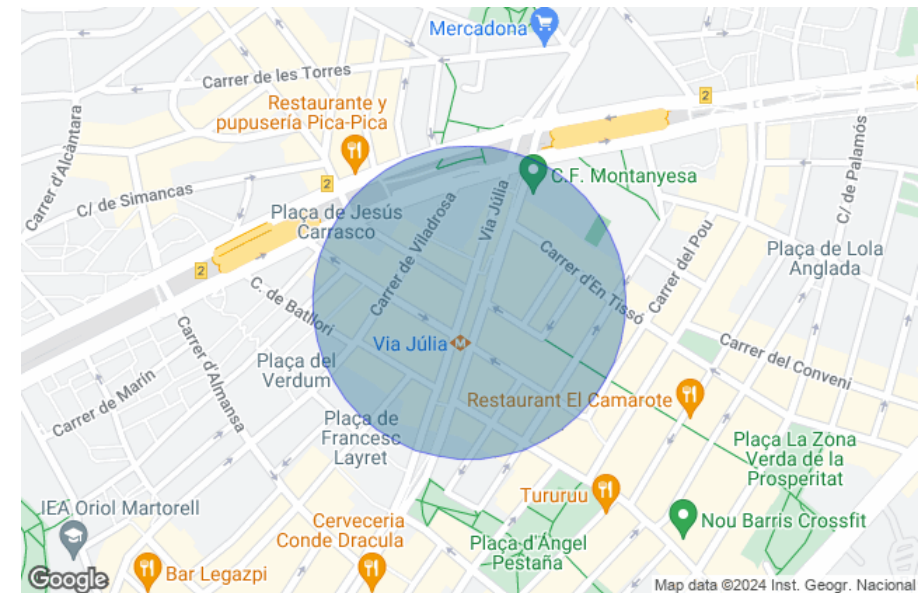 Mercadona
Carrer de les Torres
2
Restaurante y
pupusería Pica-Pica
Carrer d'Alcàntara
C/ de Simancas
2
C.F. Montanyesa
C/ de Palamós
Plaça de Jesús
Carrasco
Carrer de Viladrosa
Via Júlia
Carrer d'En Tissó
Carrer del Pou
Plaça de Lola
Anglada
2
C. de Batllori
Via Júlia
M
Plaça del
Verdum
Carrer del Conveni
Carrer de Marín
Carrer d'Almansa
Restaurant El Camarote
Plaça de
Francesc
Layret
Plaça La Zona
Verda de la
Prosperitat
Tururuu
IEA Oriol Martorell
Cerveceria
Conde Dracula
Nou Barris Crossfit
Plaça d'Ángel
Pestaña
Bar Legazpi
Google
Map data ©2024 Inst. Geogr. Nacional